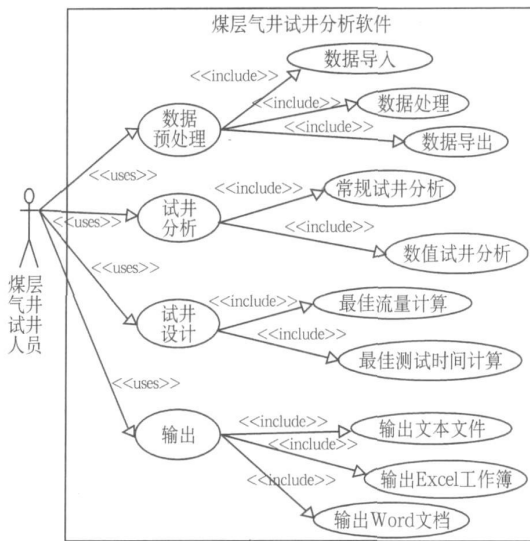 煤层气井试井分析软件
数据导入
<<include>>
数据
预处理
<<include>>
数据处理
<<include>>
数据导出
<<uses>>
试井
分析
<<include>>
常规试井分析
<<uses>>
<<include>>
数值试井分析
煤层
气井
试井
人员
<<uses>>
试井
设计
<<include>>
最佳流量计算
<<include>>
最佳测试时间计算
<<uses>>
输出
<<include>>
输出文本文件
<<include>>
输出Excel工作簿
<<include>>
输出Word文档